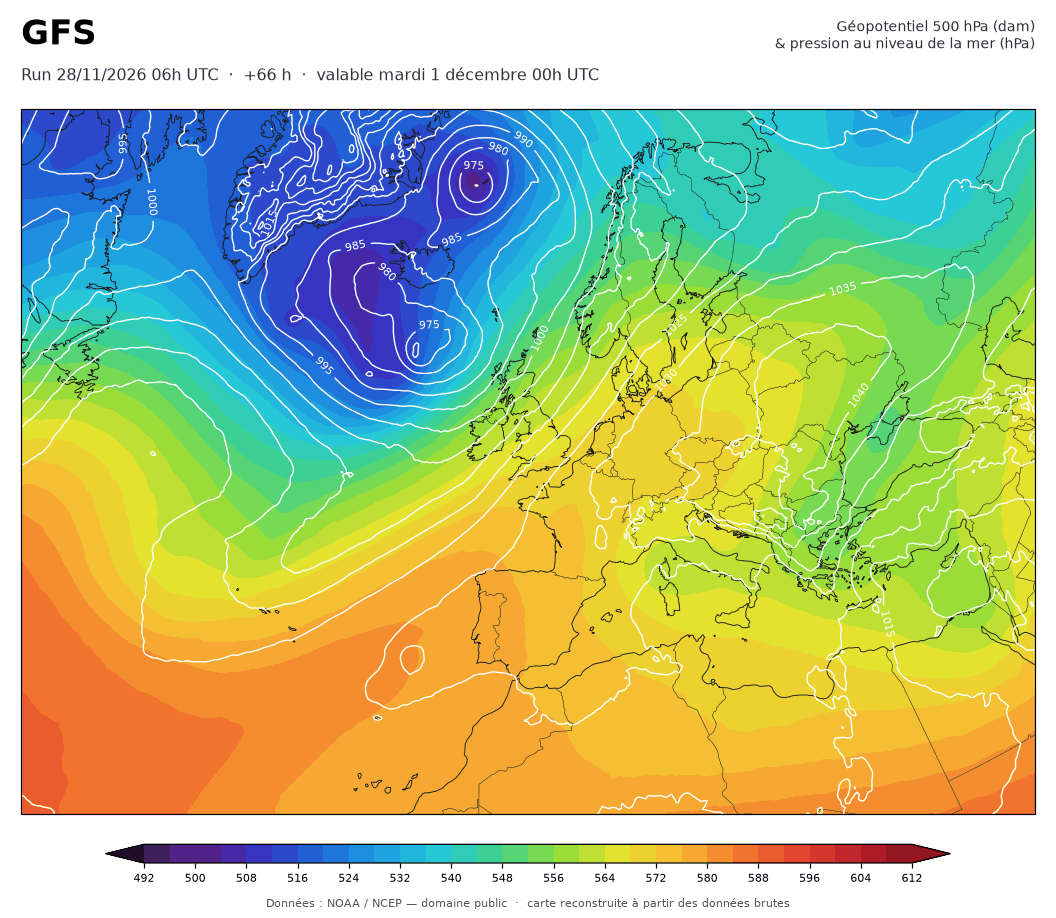 GFS
Géopotentiel 500 hPa (dam)
& pression au niveau de la mer (hPa)
Run 28/11/2026 06h UTC · +66 h · valable mardi 1 décembre 00h UTC
995
990
980
975
1000
1015
985
985
980
1035
975
1025
1000
995
1040
1015
492 500 508 516 524 532 540 548 556 564 572 580 588 596 604 612
Données : NOAA / NCEP — domaine public · carte reconstruite à partir des données brutes